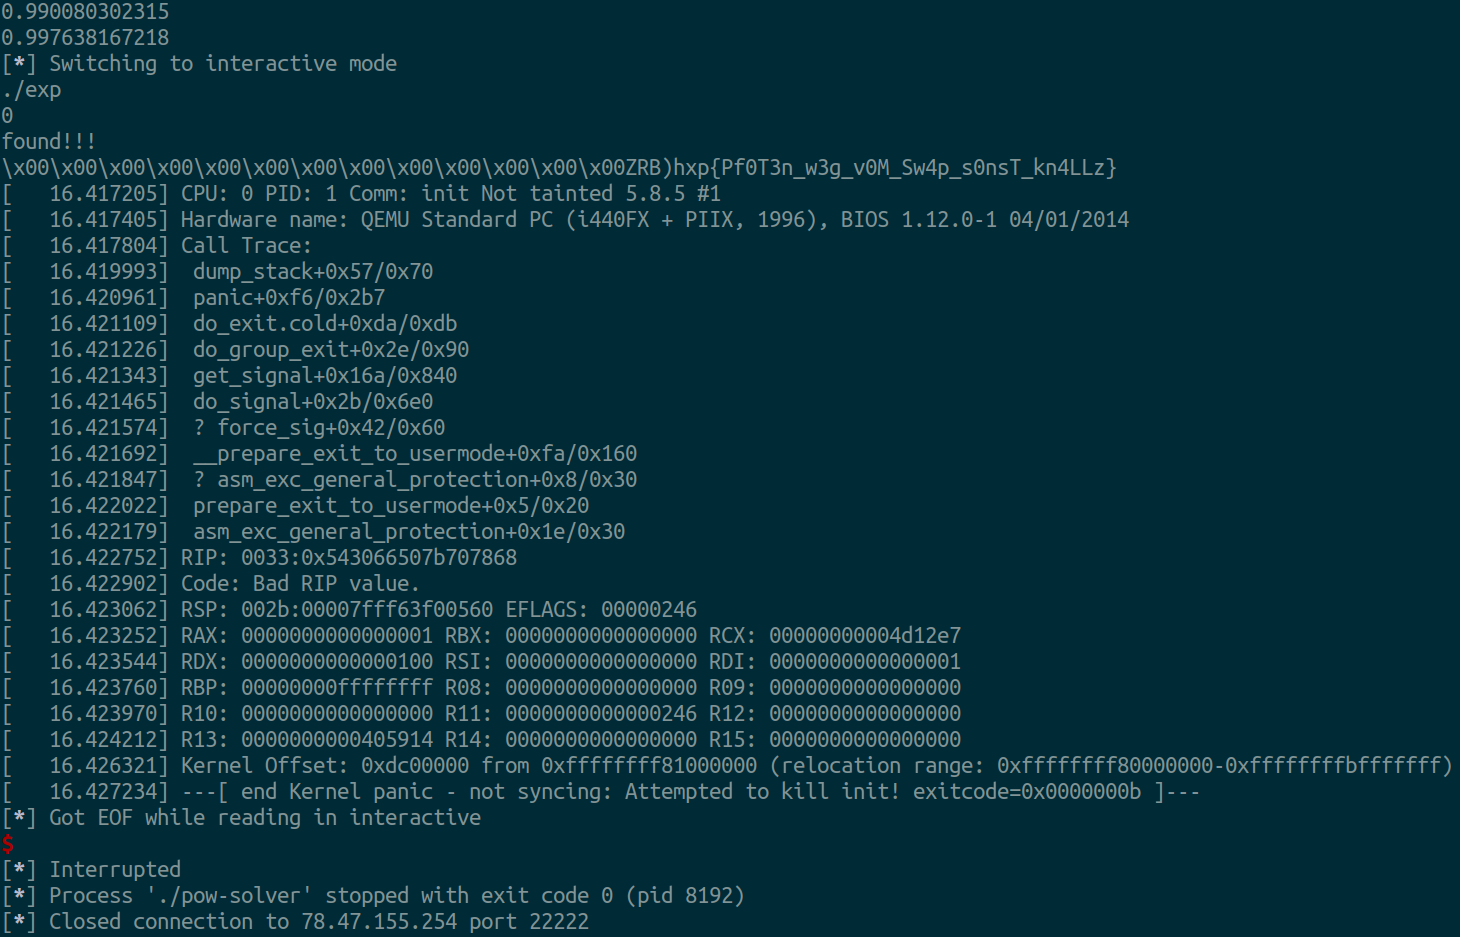 0.990080302315
0.997638167218
[*] Switching to interactive mode
./exp
0
found!!!
\x00\x00\x00\x00\x00\x00\x00\x00\x00\x00\x00\x00\x00ZRB)hxp{Pf0T3n_w3g_v0M_Sw4p_s0nsT_kn4LLz}
[   16.417205] CPU: 0 PID: 1 Comm: init Not tainted 5.8.5 #1
[   16.417405] Hardware name: QEMU Standard PC (i440FX + PIIX, 1996), BIOS 1.12.0-1 04/01/2014
[   16.417804] Call Trace:
[   16.419993]  dump_stack+0x57/0x70
[   16.420961]  panic+0xf6/0x2b7
[   16.421109]  do_exit.cold+0xda/0xdb
[   16.421226]  do_group_exit+0x2e/0x90
[   16.421343]  get_signal+0x16a/0x840
[   16.421465]  do_signal+0x2b/0x6e0
[   16.421574]  ? force_sig+0x42/0x60
[   16.421692]  __prepare_exit_to_usermode+0xfa/0x160
[   16.421847]  ? asm_exc_general_protection+0x8/0x30
[   16.422022]  prepare_exit_to_usermode+0x5/0x20
[   16.422179]  asm_exc_general_protection+0x1e/0x30
[   16.422752] RIP: 0033:0x543066507b707868
[   16.422902] Code: Bad RIP value.
[   16.423062] RSP: 002b:00007fff63f00560 EFLAGS: 00000246
[   16.423252] RAX: 0000000000000001 RBX: 0000000000000000 RCX: 00000000004d12e7
[   16.423544] RDX: 0000000000000100 RSI: 0000000000000000 RDI: 0000000000000001
[   16.423760] RBP: 00000000ffffffff R08: 0000000000000000 R09: 0000000000000000
[   16.423970] R10: 0000000000000000 R11: 0000000000000246 R12: 0000000000000000
[   16.424212] R13: 0000000000405914 R14: 0000000000000000 R15: 0000000000000000
[   16.426321] Kernel Offset: 0xdc00000 from 0xffffffff81000000 (relocation range: 0xffffffff80000000-0xffffffffbfffffff)
[   16.427234] ---[ end Kernel panic - not syncing: Attempted to kill init! exitcode=0x0000000b ]---
[*] Got EOF while reading in interactive
$
[*] Interrupted
[*] Process './pow-solver' stopped with exit code 0 (pid 8192)
[*] Closed connection to 78.47.155.254 port 22222